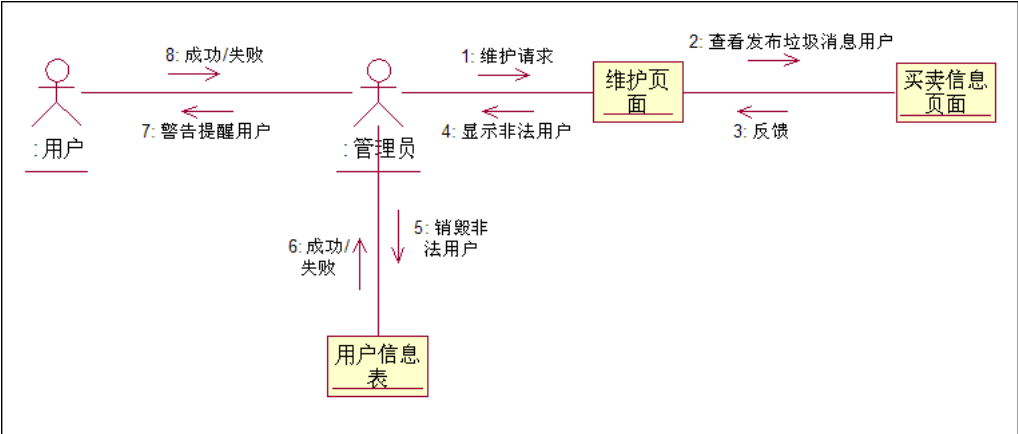 8: 成功/失败
1: 维护请求
2: 查看发布垃圾消息用户
维护页
面
买卖信息
页面
7: 警告提醒用户
4: 显示非法用户
3: 反馈
: 用户
: 管理员
5: 销毁非
法用户
6: 成功/
失败
用户信息
表